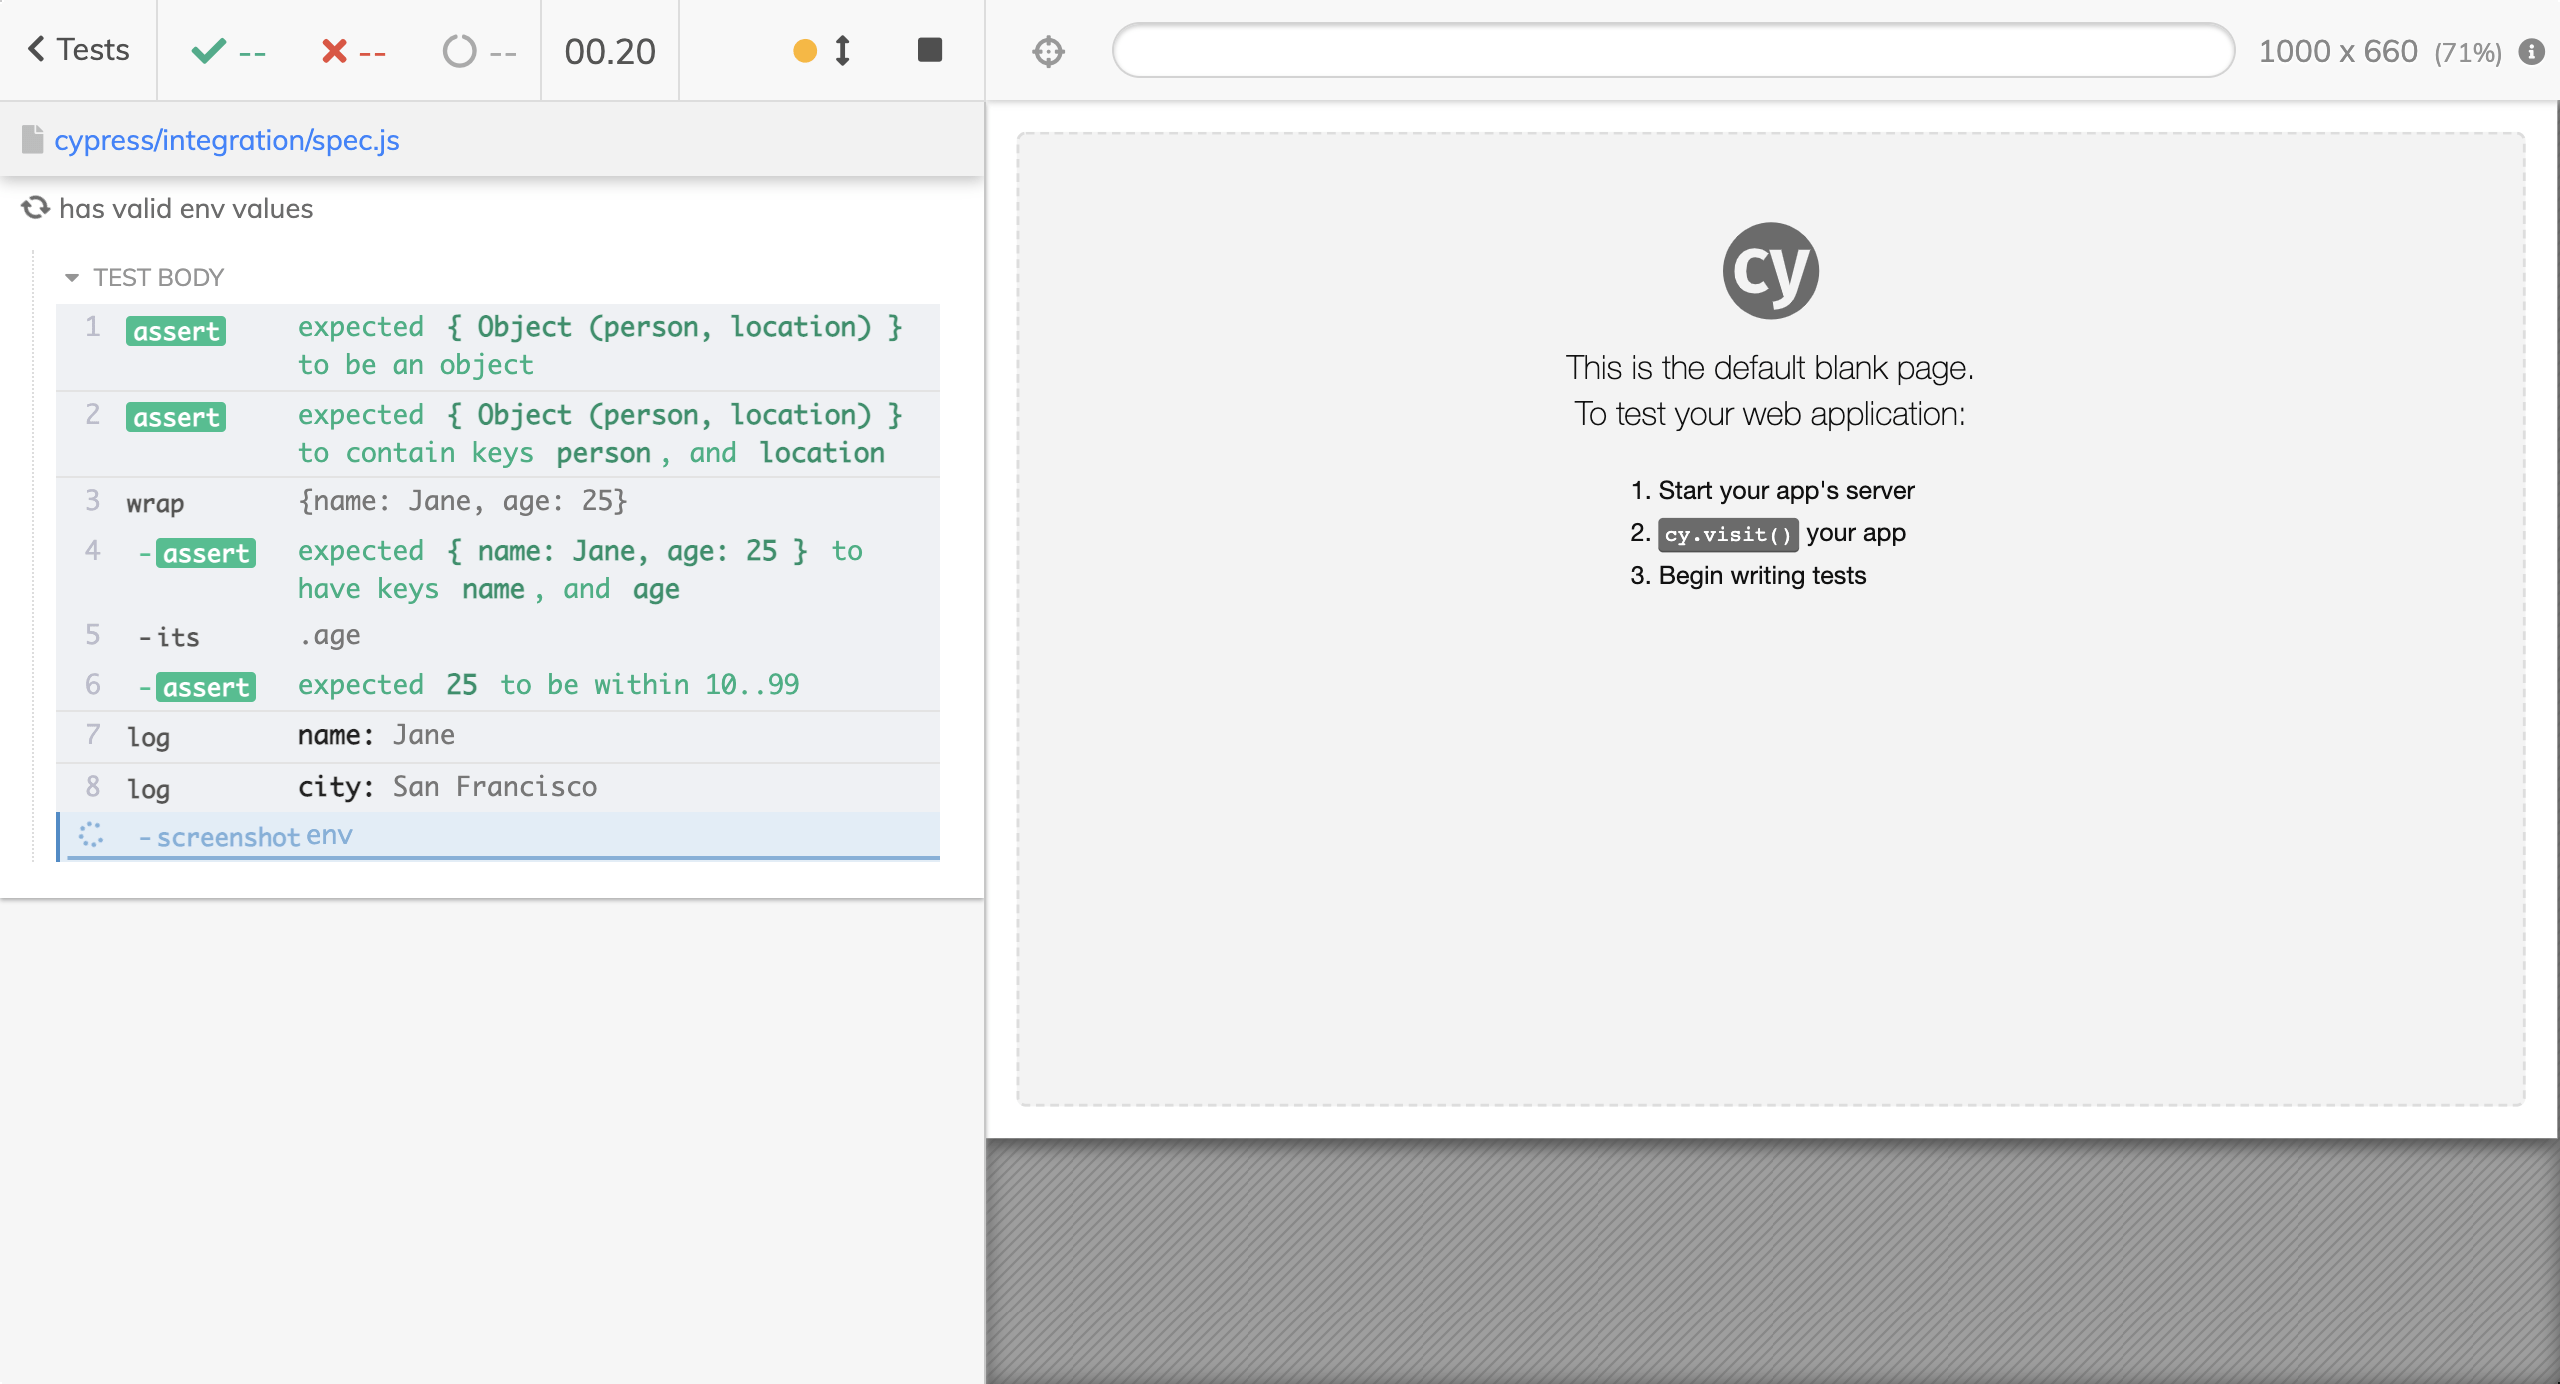 Tests -- -- -- 00.20
1000 x 660 (71%)
cypress/integration/spec.js
has valid env values
TEST BODY
1 assert expected { Object (person, location) }
to be an object
2 assert expected { Object (person, location) }
to contain keys person , and location
3 wrap {name: Jane, age: 25}
4 -assert expected { name: Jane, age: 25 } to
have keys name , and age
5 -its .age
6 -assert expected 25 to be within 10..99
7 log name: Jane
8 log city: San Francisco
-screenshot env
cy
This is the default blank page.
To test your web application:
1. Start your app's server
2. cy.visit() your app
3. Begin writing tests